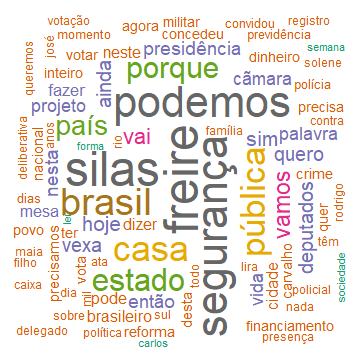 votação convidou registro
queremos josé momento agora militar concedeu previdência
votar neste presidência dinheiro semana solene
inteiro ainda porque câmara polícia
fazer podemos precisa
projeto contra
deliberativa nacional anos país forma rio vai família sim palavra
nesta silas freire segurança pública quero
dias lei brasil vamos deputados crime
mesa hoje dizer quer rodrigo
povo precisamos ter casa têm
maia vexa
filho vota ata estado todo lira vida cidade carvalho sociedade
caixa dia mil pode então desta policial
sobre brasileiro sul nada
delegado política reforma financiamento
carlos presença